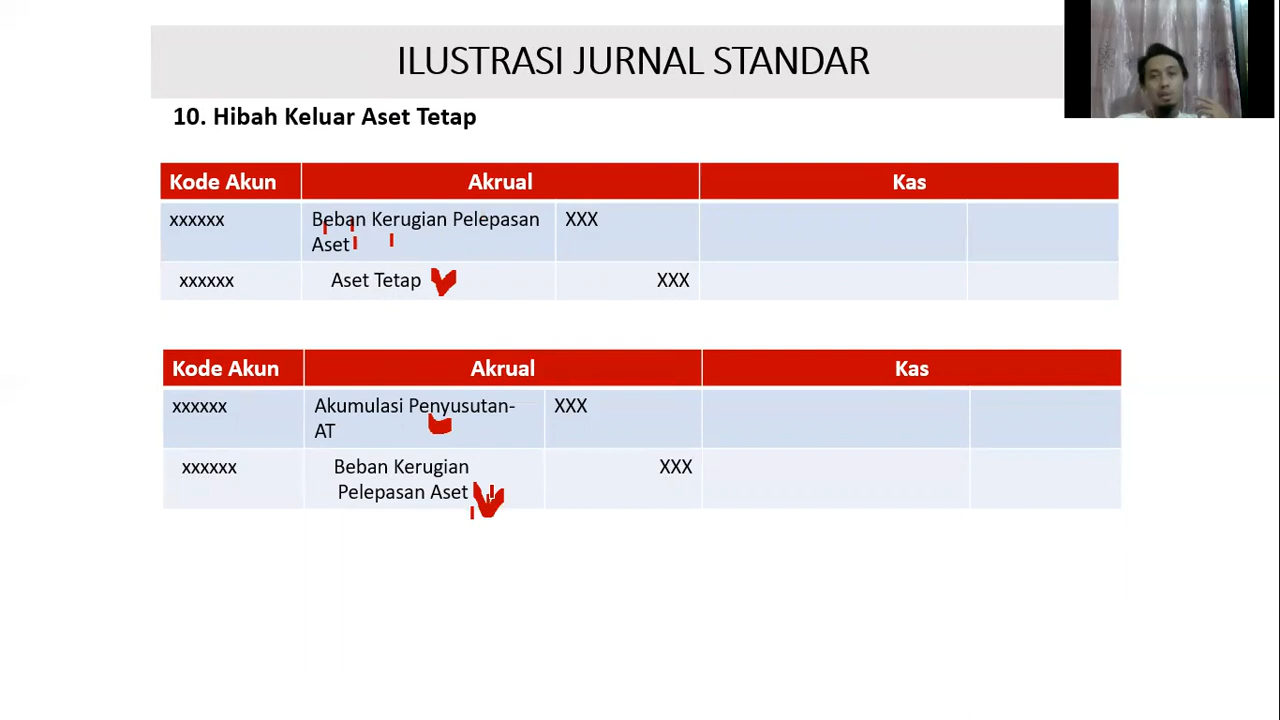 ILUSTRASI JURNAL STANDAR
10. Hibah Keluar Aset Tetap
Kode Akun Akrual Kas
xxxxxx Beban Kerugian Pelepasan XXX
Aset
xxxxxx Aset Tetap XXX
Kode Akun Akrual Kas
xxxxxx Akumulasi Penyusutan- XXX
AT
xxxxxx Beban Kerugian XXX
Pelepasan Aset